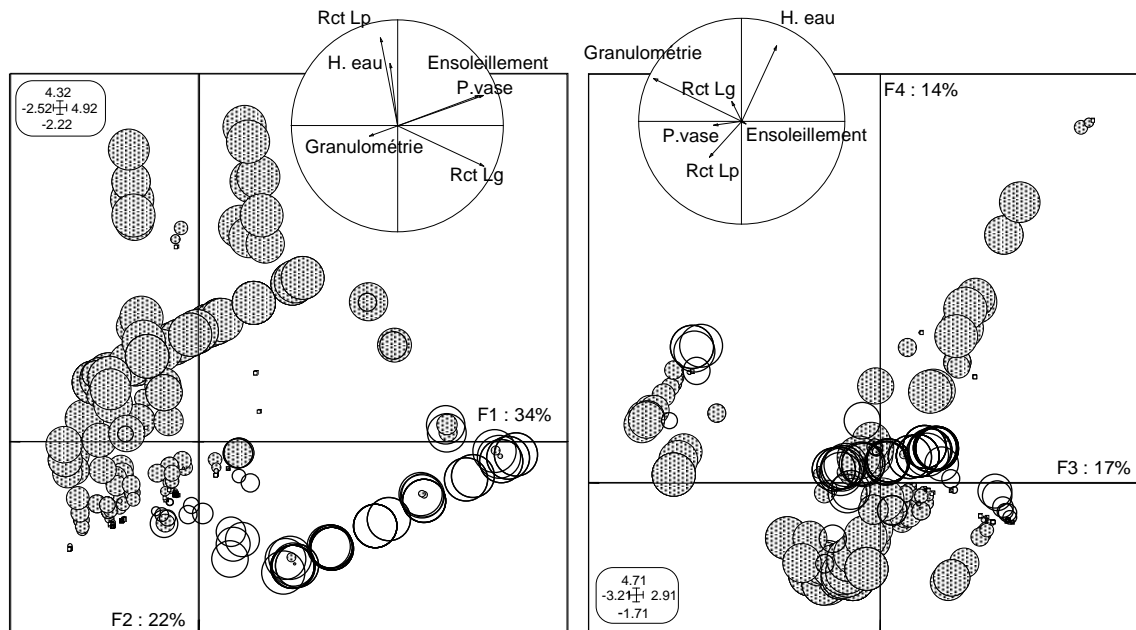 Rct Lp
H. eau
Ensoleillement
P.vase
Granulométrie
Rct Lg
4.32
-2.52 4.92
-2.22
F1 : 34%
F2 : 22%
H. eau
Granulométrie
Rct Lg
P.vase
Ensoleillement
Rct Lp
F4 : 14%
F3 : 17%
4.71
-3.21 2.91
-1.71